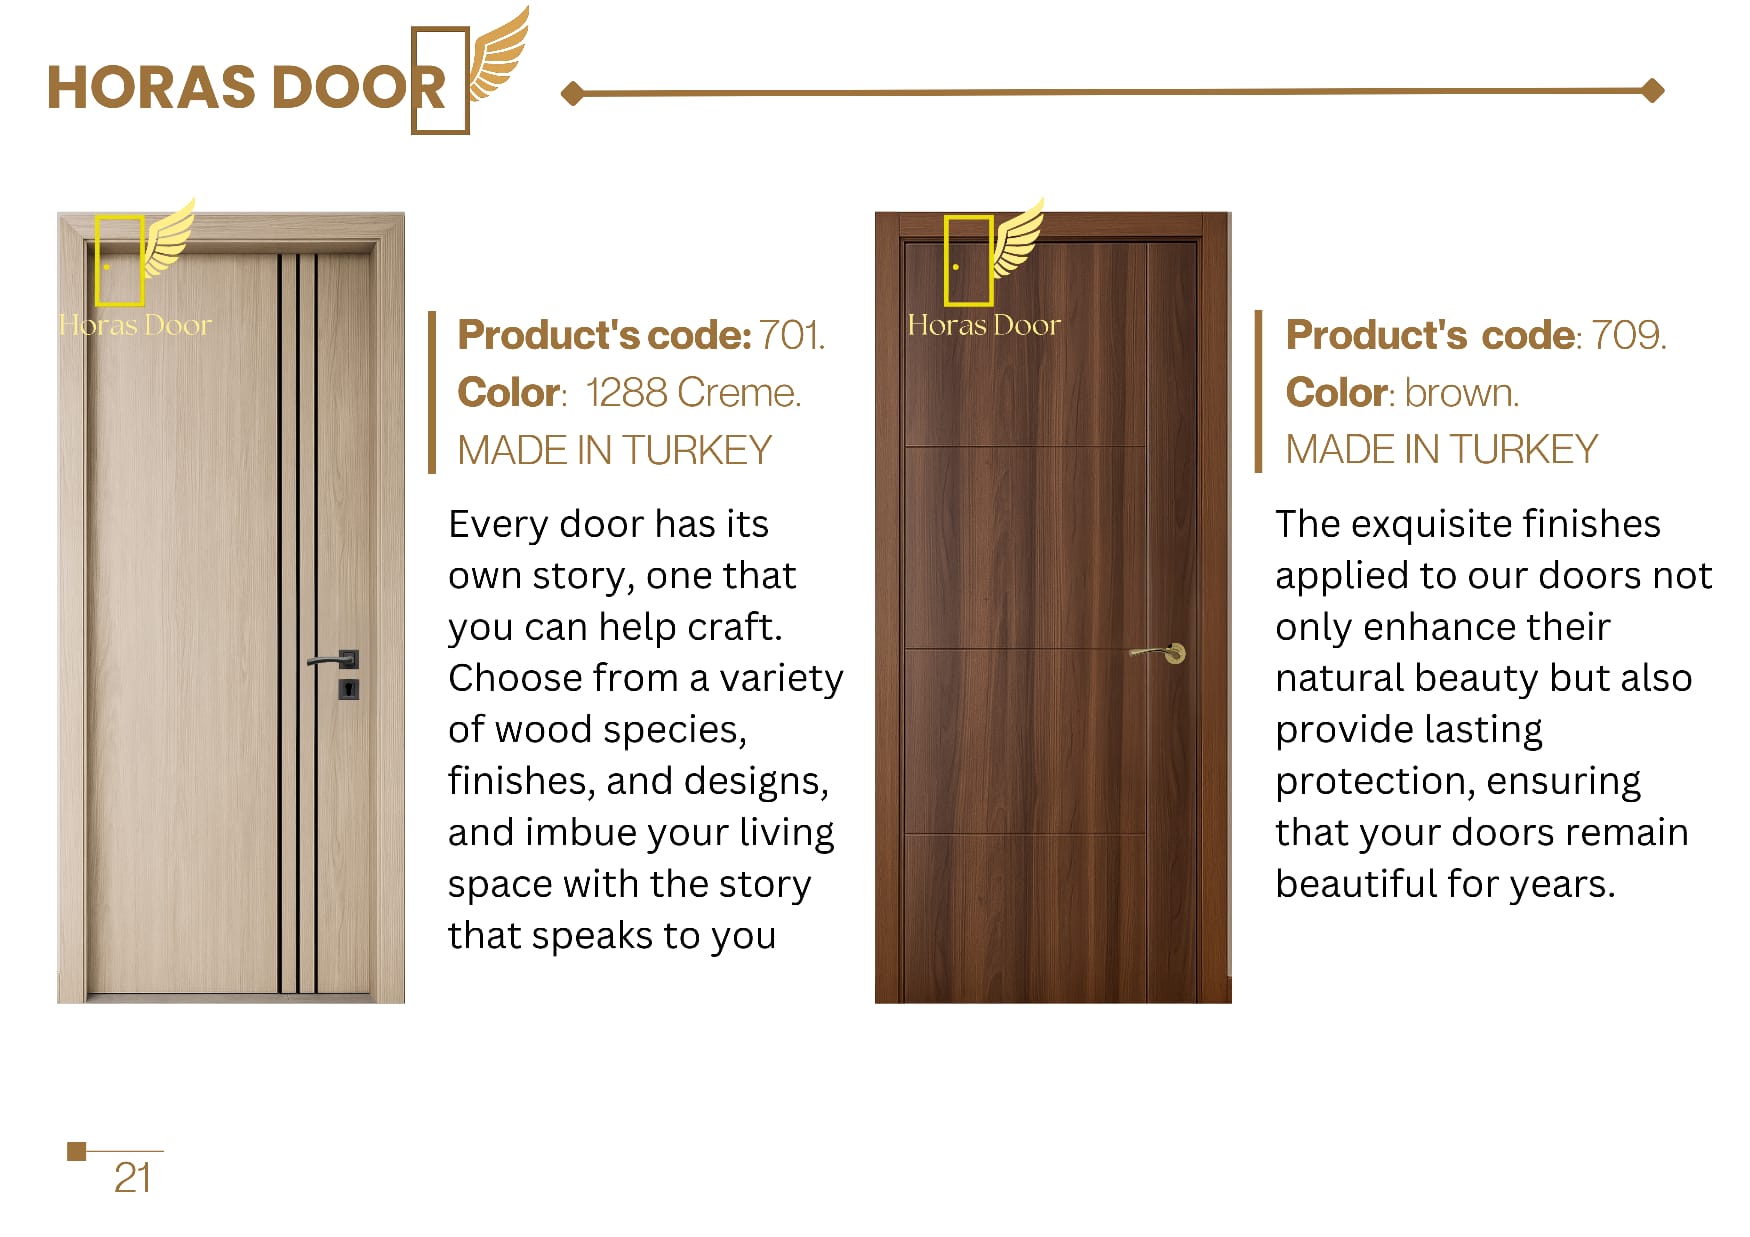 HORAS DOOR
Horas Door
Product's code: 701.
Color: 1288 Creme.
MADE IN TURKEY
Every door has its
own story, one that
you can help craft.
Choose from a variety
of wood species,
finishes, and designs,
and imbue your living
space with the story
that speaks to you
Horas Door
Product's code: 709.
Color: brown.
MADE IN TURKEY
The exquisite finishes
applied to our doors not
only enhance their
natural beauty but also
provide lasting
protection, ensuring
that your doors remain
beautiful for years.
21